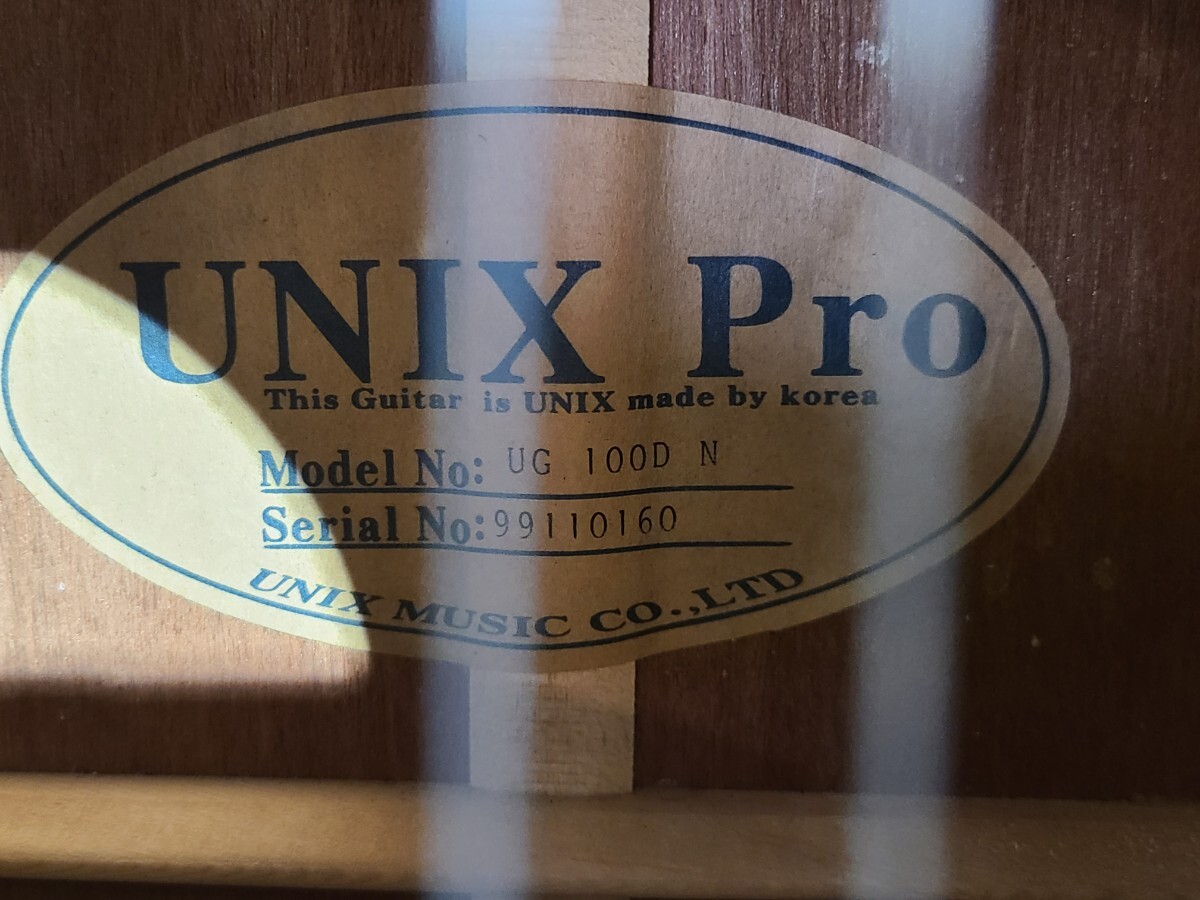 UNIX Pro
This Guitar is UNIX made by korea
Model No: UG 100D N
Serial No:99110160
UNIX MUSIC CO.,LTD